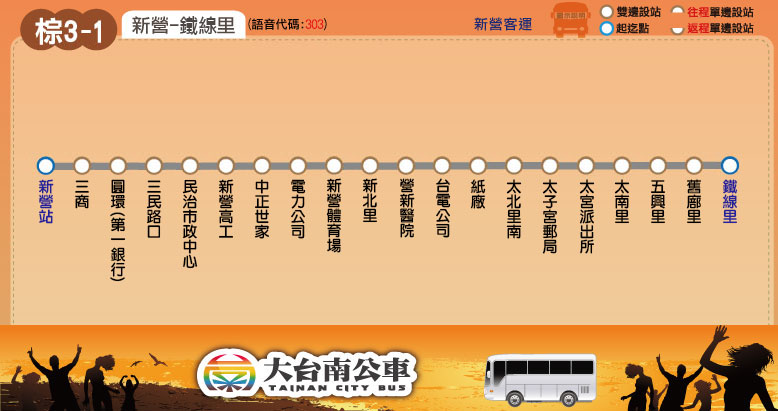 棕3-1
新營-鐵線里
(語音代碼:303)
新營客運
圖示說明
雙邊設站
往程單邊設站
起迄點
返程單邊設站
新營站
三商
圓環(第一銀行)
三民路口
民治市政中心
新營高工
中正世家
電力公司
新營體育場
新北里
營新醫院
台電公司
紙廠
太北里南
太子宮郵局
太宮派出所
太南里
五興里
舊廍里
鐵線里
大台南公車
TAINAN CITY BUS